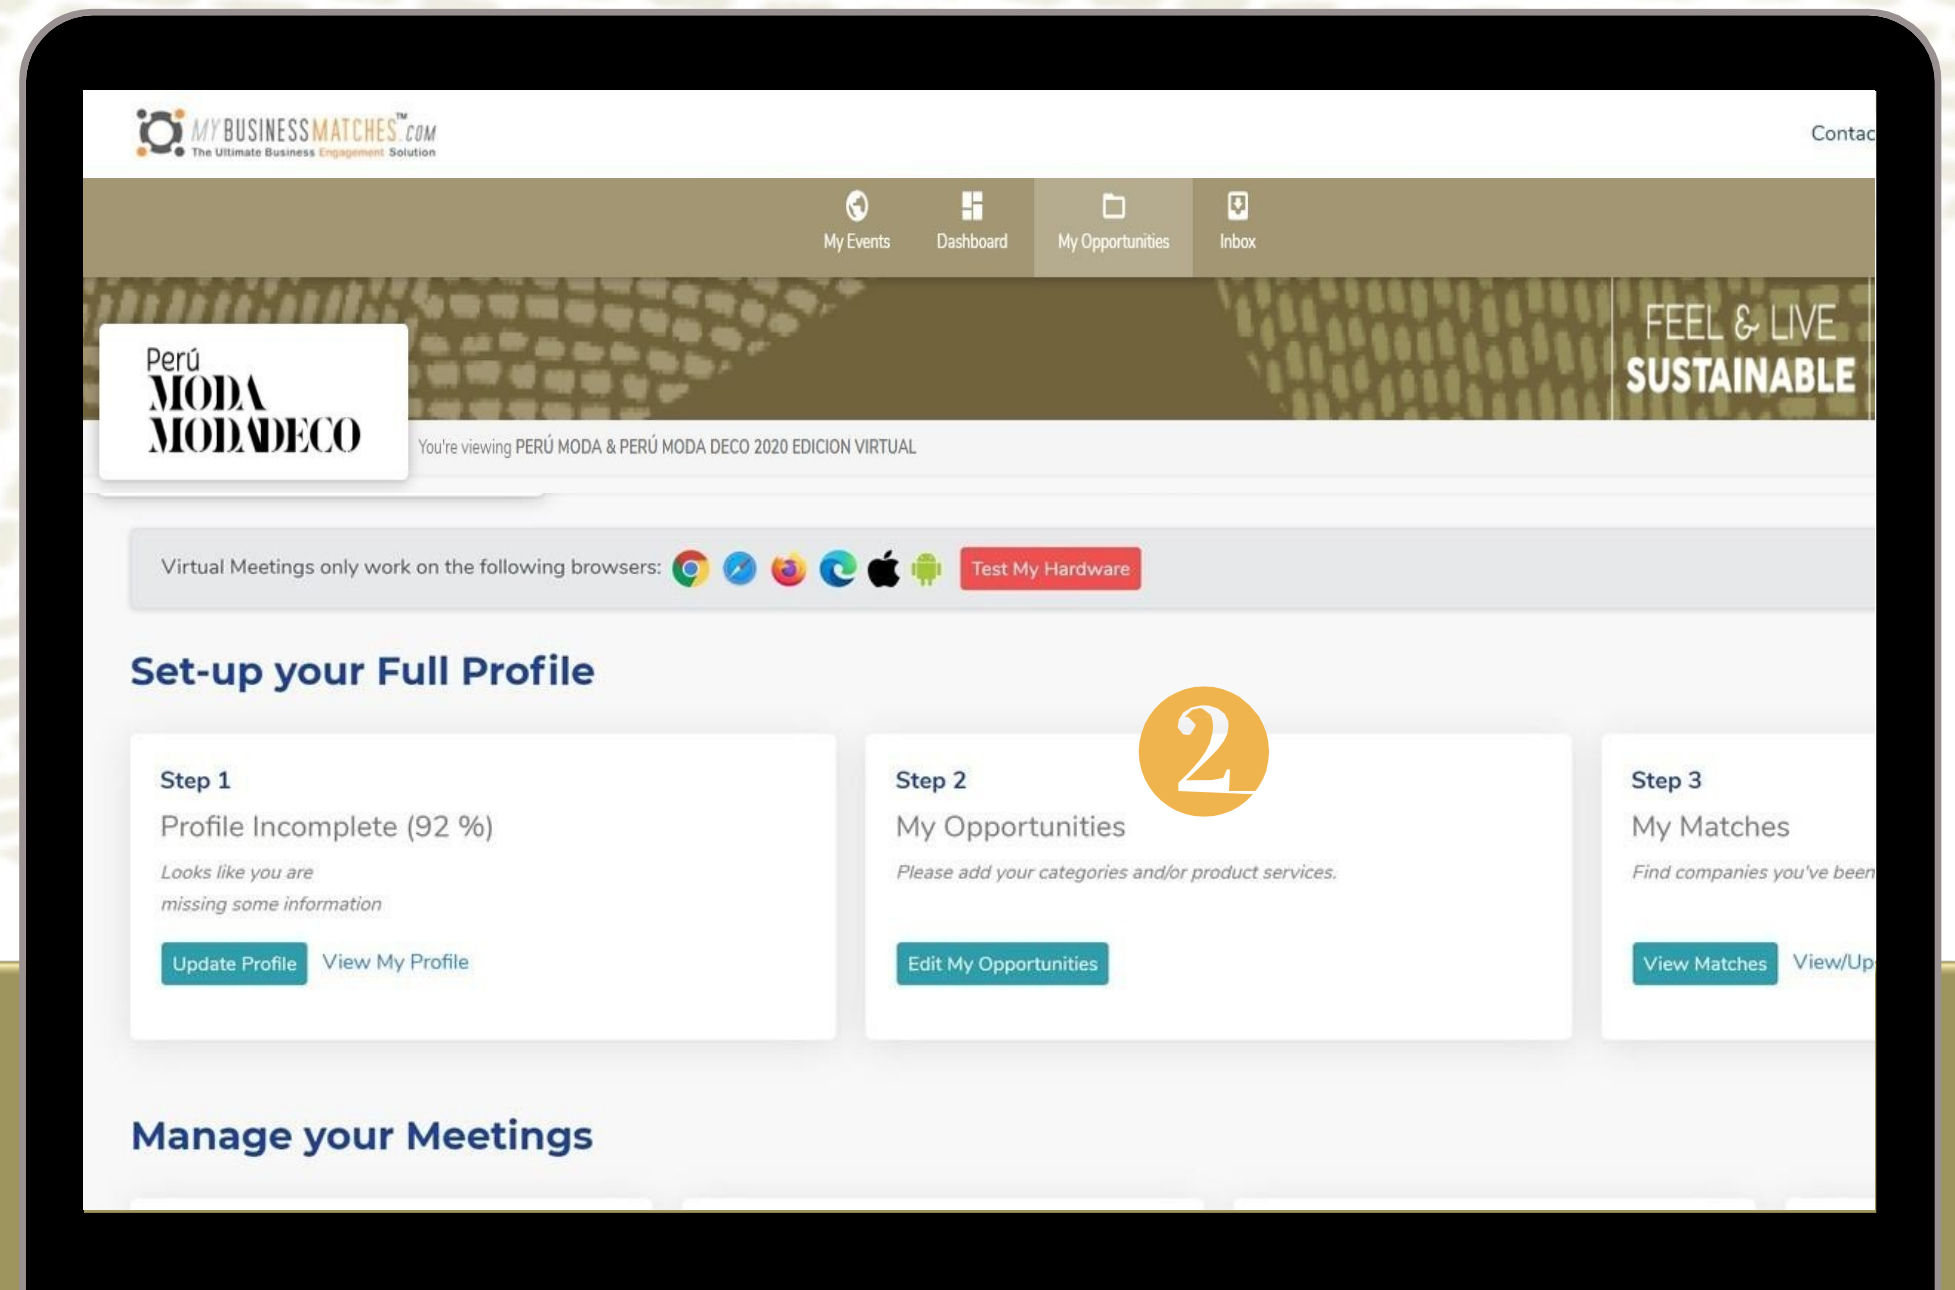 MYBUSINESSMATCHES.COM™
The Ultimate Business Engagement Solution
Contac
My Events
Dashboard
My Opportunities
Inbox
FEEL & LIVE
SUSTAINABLE
Perú
MODA
MODADECO
You're viewing PERÚ MODA & PERÚ MODA DECO 2020 EDICION VIRTUAL
Virtual Meetings only work on the following browsers:
Test My Hardware
Set-up your Full Profile
2
Step 1
Profile Incomplete (92 %)
Looks like you are
missing some information
Update Profile
View My Profile
Step 2
My Opportunities
Please add your categories and/or product services.
Edit My Opportunities
Step 3
My Matches
Find companies you've been
View Matches
View/Up
Manage your Meetings